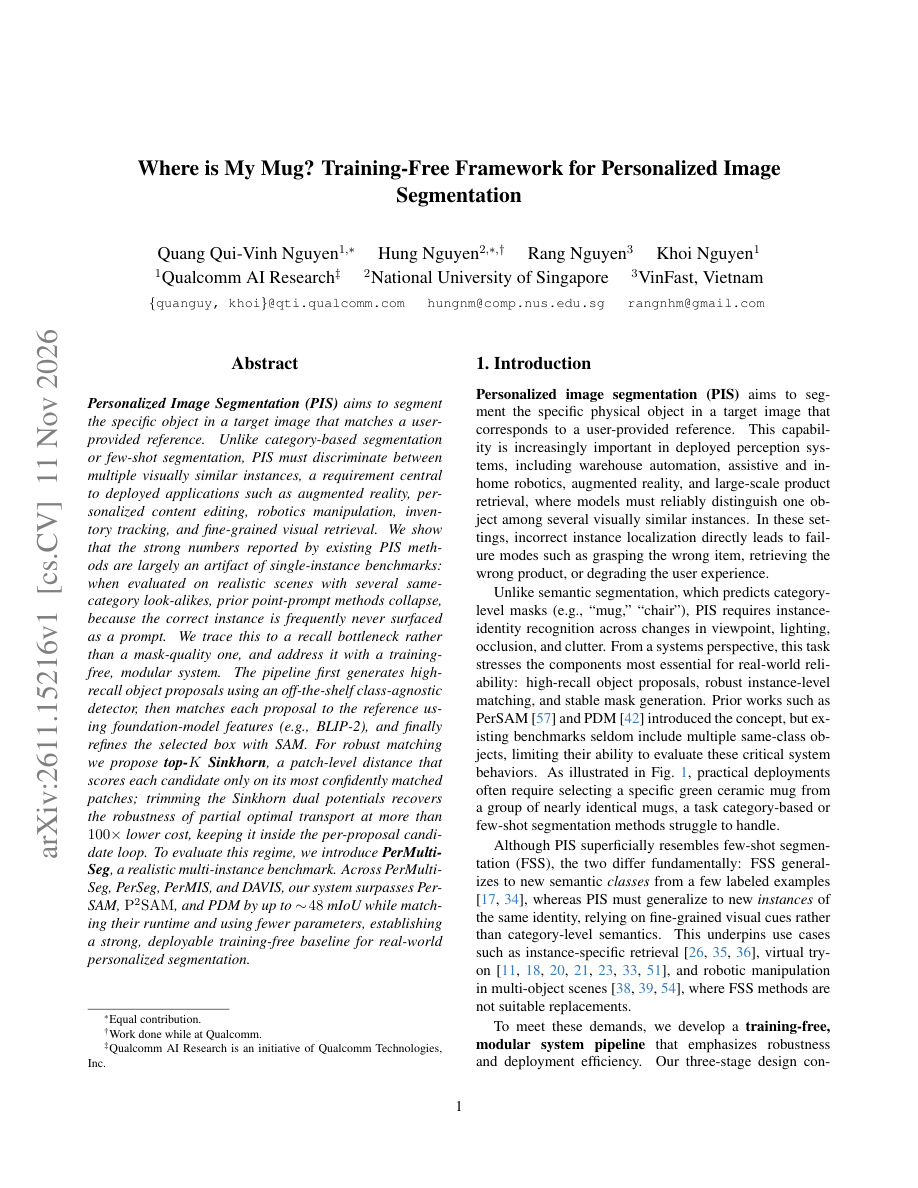 Where is My Mug? Training-Free Framework for Personalized Image
Segmentation
Quang Qui-Vinh Nguyen1,∗ Hung Nguyen2,∗,† Rang Nguyen3 Khoi Nguyen1
1Qualcomm AI Research‡ 2National University of Singapore 3VinFast, Vietnam
{quanguy, khoi}@qti.qualcomm.com hungnm@comp.nus.edu.sg rangnhm@gmail.com
arXiv:2611.15216v1 [cs.CV] 11 Nov 2026
Abstract
Personalized Image Segmentation (PIS) aims to segment
the specific object in a target image that matches a user-
provided reference. Unlike category-based segmentation
or few-shot segmentation, PIS must discriminate between
multiple visually similar instances, a requirement central
to deployed applications such as augmented reality, per-
sonalized content editing, robotics manipulation, inven-
tory tracking, and fine-grained visual retrieval. We show
that the strong numbers reported by existing PIS meth-
ods are largely an artifact of single-instance benchmarks:
when evaluated on realistic scenes with several same-
category look-alikes, prior point-prompt methods collapse,
because the correct instance is frequently never surfaced
as a prompt. We trace this to a recall bottleneck rather
than a mask-quality one, and address it with a training-
free, modular system. The pipeline first generates high-
recall object proposals using an off-the-shelf class-agnostic
detector, then matches each proposal to the reference us-
ing foundation-model features (e.g., BLIP-2), and finally
refines the selected box with SAM. For robust matching
we propose top-K Sinkhorn, a patch-level distance that
scores each candidate only on its most confidently matched
patches; trimming the Sinkhorn dual potentials recovers
the robustness of partial optimal transport at more than
100× lower cost, keeping it inside the per-proposal candi-
date loop. To evaluate this regime, we introduce PerMulti-
Seg, a realistic multi-instance benchmark. Across PerMulti-
Seg, PerSeg, PerMIS, and DAVIS, our system surpasses Per-
SAM, P2SAM, and PDM by up to ∼48 mIoU while match-
ing their runtime and using fewer parameters, establishing
a strong, deployable training-free baseline for real-world
personalized segmentation.
∗Equal contribution.
†Work done while at Qualcomm.
‡Qualcomm AI Research is an initiative of Qualcomm Technologies,
Inc.
1. Introduction
Personalized image segmentation (PIS) aims to seg-
ment the specific physical object in a target image that
corresponds to a user-provided reference. This capabil-
ity is increasingly important in deployed perception sys-
tems, including warehouse automation, assistive and in-
home robotics, augmented reality, and large-scale product
retrieval, where models must reliably distinguish one ob-
ject among several visually similar instances. In these set-
tings, incorrect instance localization directly leads to fail-
ure modes such as grasping the wrong item, retrieving the
wrong product, or degrading the user experience.
Unlike semantic segmentation, which predicts category-
level masks (e.g., “mug,” “chair”), PIS requires instance-
identity recognition across changes in viewpoint, lighting,
occlusion, and clutter. From a systems perspective, this task
stresses the components most essential for real-world reli-
ability: high-recall object proposals, robust instance-level
matching, and stable mask generation. Prior works such as
PerSAM [57] and PDM [42] introduced the concept, but ex-
isting benchmarks seldom include multiple same-class ob-
jects, limiting their ability to evaluate these critical system
behaviors. As illustrated in Fig. 1, practical deployments
often require selecting a specific green ceramic mug from
a group of nearly identical mugs, a task category-based or
few-shot segmentation methods struggle to handle.
Although PIS superficially resembles few-shot segmen-
tation (FSS), the two differ fundamentally: FSS general-
izes to new semantic classes from a few labeled examples
[17, 34], whereas PIS must generalize to new instances of
the same identity, relying on fine-grained visual cues rather
than category-level semantics. This underpins use cases
such as instance-specific retrieval [26, 35, 36], virtual try-
on [11, 18, 20, 21, 23, 33, 51], and robotic manipulation
in multi-object scenes [38, 39, 54], where FSS methods are
not suitable replacements.
To meet these demands, we develop a training-free,
modular system pipeline that emphasizes robustness
and deployment efficiency. Our three-stage design con-
1